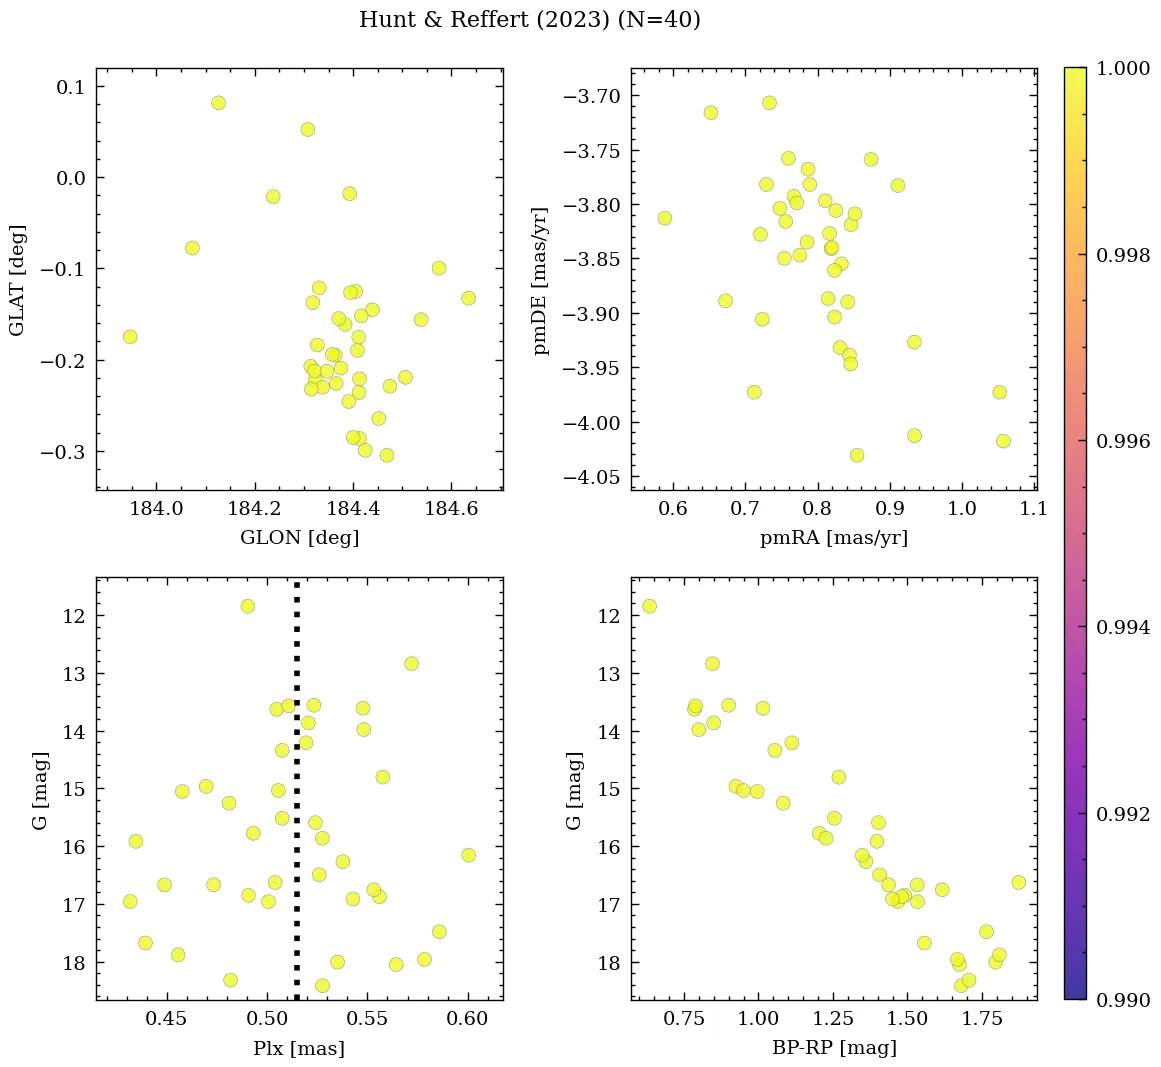 Hunt & Reffert (2023) (N=40)
0.1
0.0
−0.1
−0.2
−0.3
GLAT [deg]
184.0 184.2 184.4 184.6
GLON [deg]
−3.70
−3.75
−3.80
−3.85
−3.90
−3.95
−4.00
−4.05
pmDE [mas/yr]
0.6 0.7 0.8 0.9 1.0 1.1
pmRA [mas/yr]
12
13
14
15
16
17
18
G [mag]
0.45 0.50 0.55 0.60
Plx [mas]
12
13
14
15
16
17
18
G [mag]
0.75 1.00 1.25 1.50 1.75
BP-RP [mag]
1.000
0.998
0.996
0.994
0.992
0.990